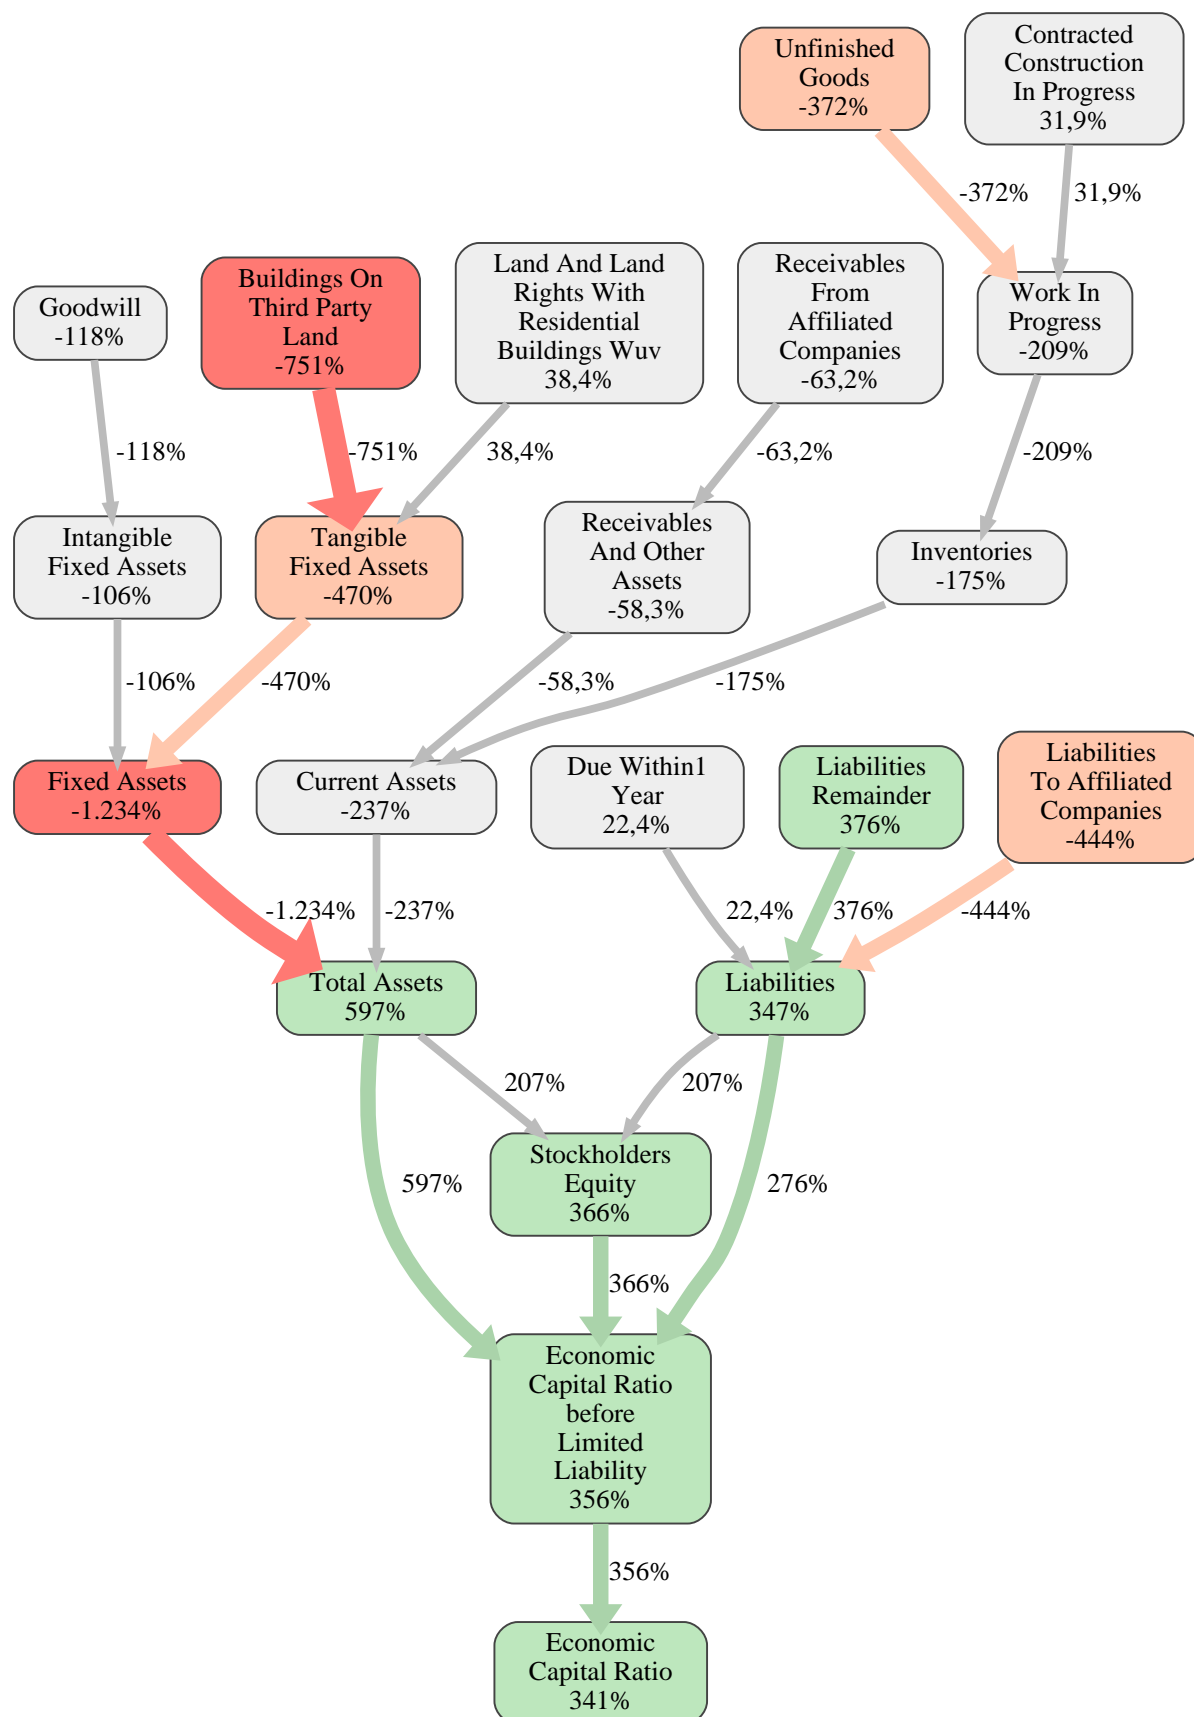 Unfinished
Goods
-372%
Contracted
Construction
In Progress
31,9%
-372%
31,9%
Goodwill
-118%
Buildings On
Third Party
Land
-751%
Land And Land
Rights With
Residential
Buildings Wuv
38,4%
Receivables
From
Affiliated
Companies
-63,2%
Work In
Progress
-209%
-118%
-751%
38,4%
-63,2%
-209%
Intangible
Fixed Assets
-106%
Tangible
Fixed Assets
-470%
Receivables
And Other
Assets
-58,3%
Inventories
-175%
-106%
-470%
-58,3%
-175%
Fixed Assets
-1.234%
Current Assets
-237%
Due Within1
Year
22,4%
Liabilities
Remainder
376%
Liabilities
To Affiliated
Companies
-444%
-1.234%
-237%
22,4%
376%
-444%
Total Assets
597%
Liabilities
347%
207%
207%
597%
Stockholders
Equity
366%
276%
366%
Economic
Capital Ratio
before
Limited
Liability
356%
356%
Economic
Capital Ratio
341%